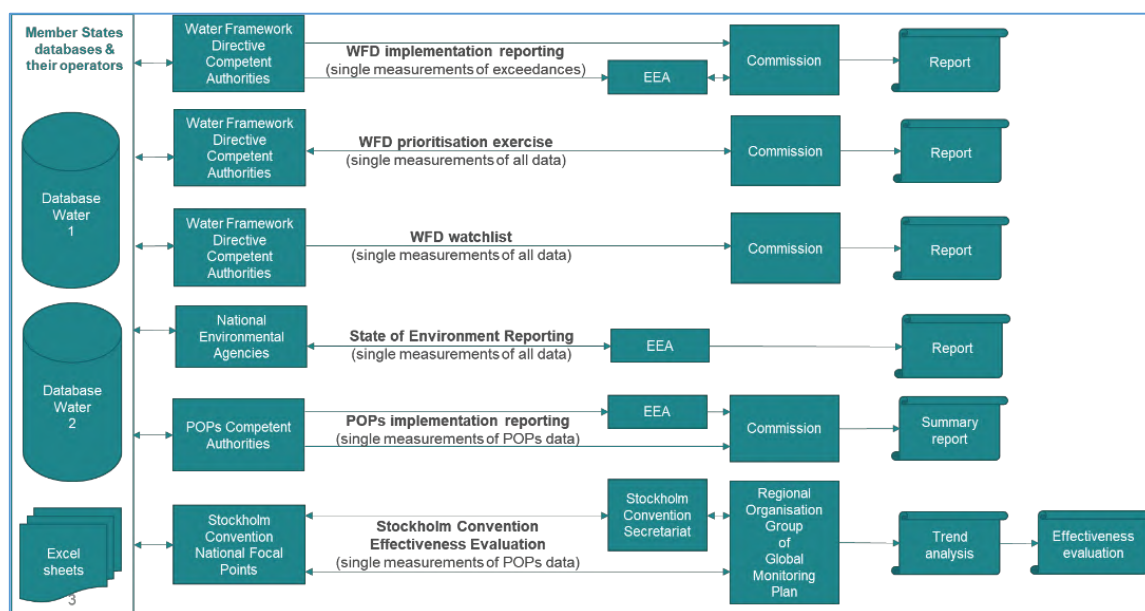 Member States
databases &
their operators
Water Framework
Directive
Competent
Authorities
WFD implementation reporting
(single measurements of exceedances)
EEA
Commission
Report
Water Framework
Directive
Competent
Authorities
WFD prioritisation exercise
(single measurements of all data)
Commission
Report
Database
Water
1
Water Framework
Directive
Competent
Authorities
WFD watchlist
(single measurements of all data)
Commission
Report
National
Environmental
Agencies
State of Environment Reporting
(single measurements of all data)
EEA
Report
Database
Water
2
POPs Competent
Authorities
POPs implementation reporting
(single measurements of POPs data)
EEA
Commission
Summary
report
Excel
sheets
3
Stockholm
Convention
National Focal
Points
Stockholm Convention
Effectiveness Evaluation
(single measurements of POPs data)
Stockholm
Convention
Secretariat
Regional
Organisation
Group
of
Global
Monitoring
Plan
Trend
analysis
Effectiveness
evaluation